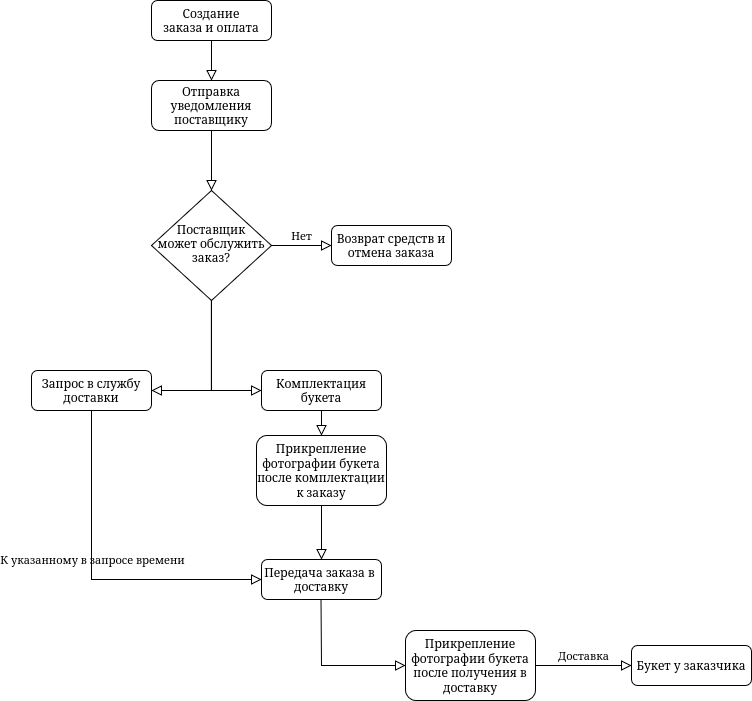 Создание
заказа и оплата
Отправка
уведомления
поставщику
Поставщик
может обслужить
заказ?
Нет
Возврат средств и
отмена заказа
Запрос в службу
доставки
Комплектация
букета
Прикрепление
фотографии букета
после комплектации
к заказу
К указанному в запросе времени
Передача заказа в
доставку
Прикрепление
фотографии букета
после получения в
доставку
Доставка
Букет у заказчика